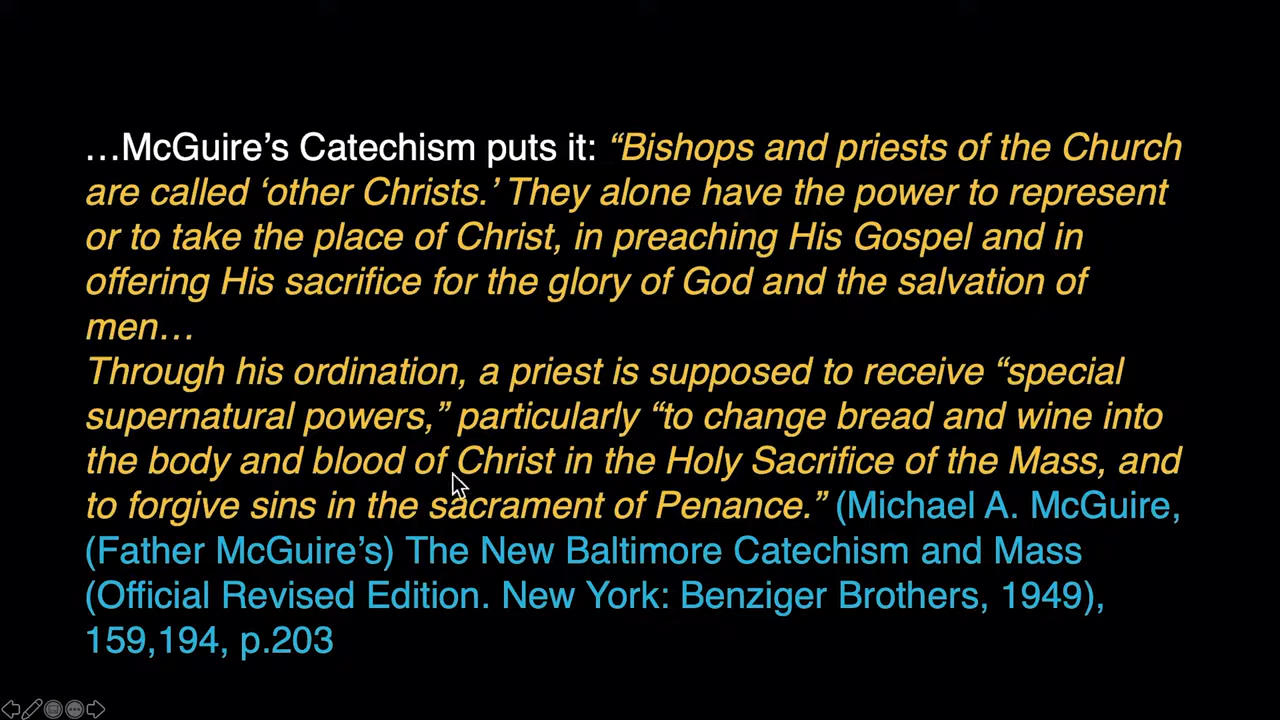 …McGuire’s Catechism puts it: “Bishops and priests of the Church
are called ‘other Christs.’ They alone have the power to represent
or to take the place of Christ, in preaching His Gospel and in
offering His sacrifice for the glory of God and the salvation of
men…
Through his ordination, a priest is supposed to receive “special
supernatural powers,” particularly “to change bread and wine into
the body and blood of Christ in the Holy Sacrifice of the Mass, and
to forgive sins in the sacrament of Penance.” (Michael A. McGuire,
(Father McGuire’s) The New Baltimore Catechism and Mass
(Official Revised Edition. New York: Benziger Brothers, 1949),
159,194, p.203